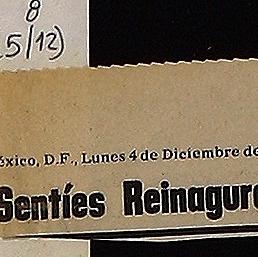 8
5/12)
éxico, D.F., Lunes 4 de Diciembre de
Sentíes Reinagur